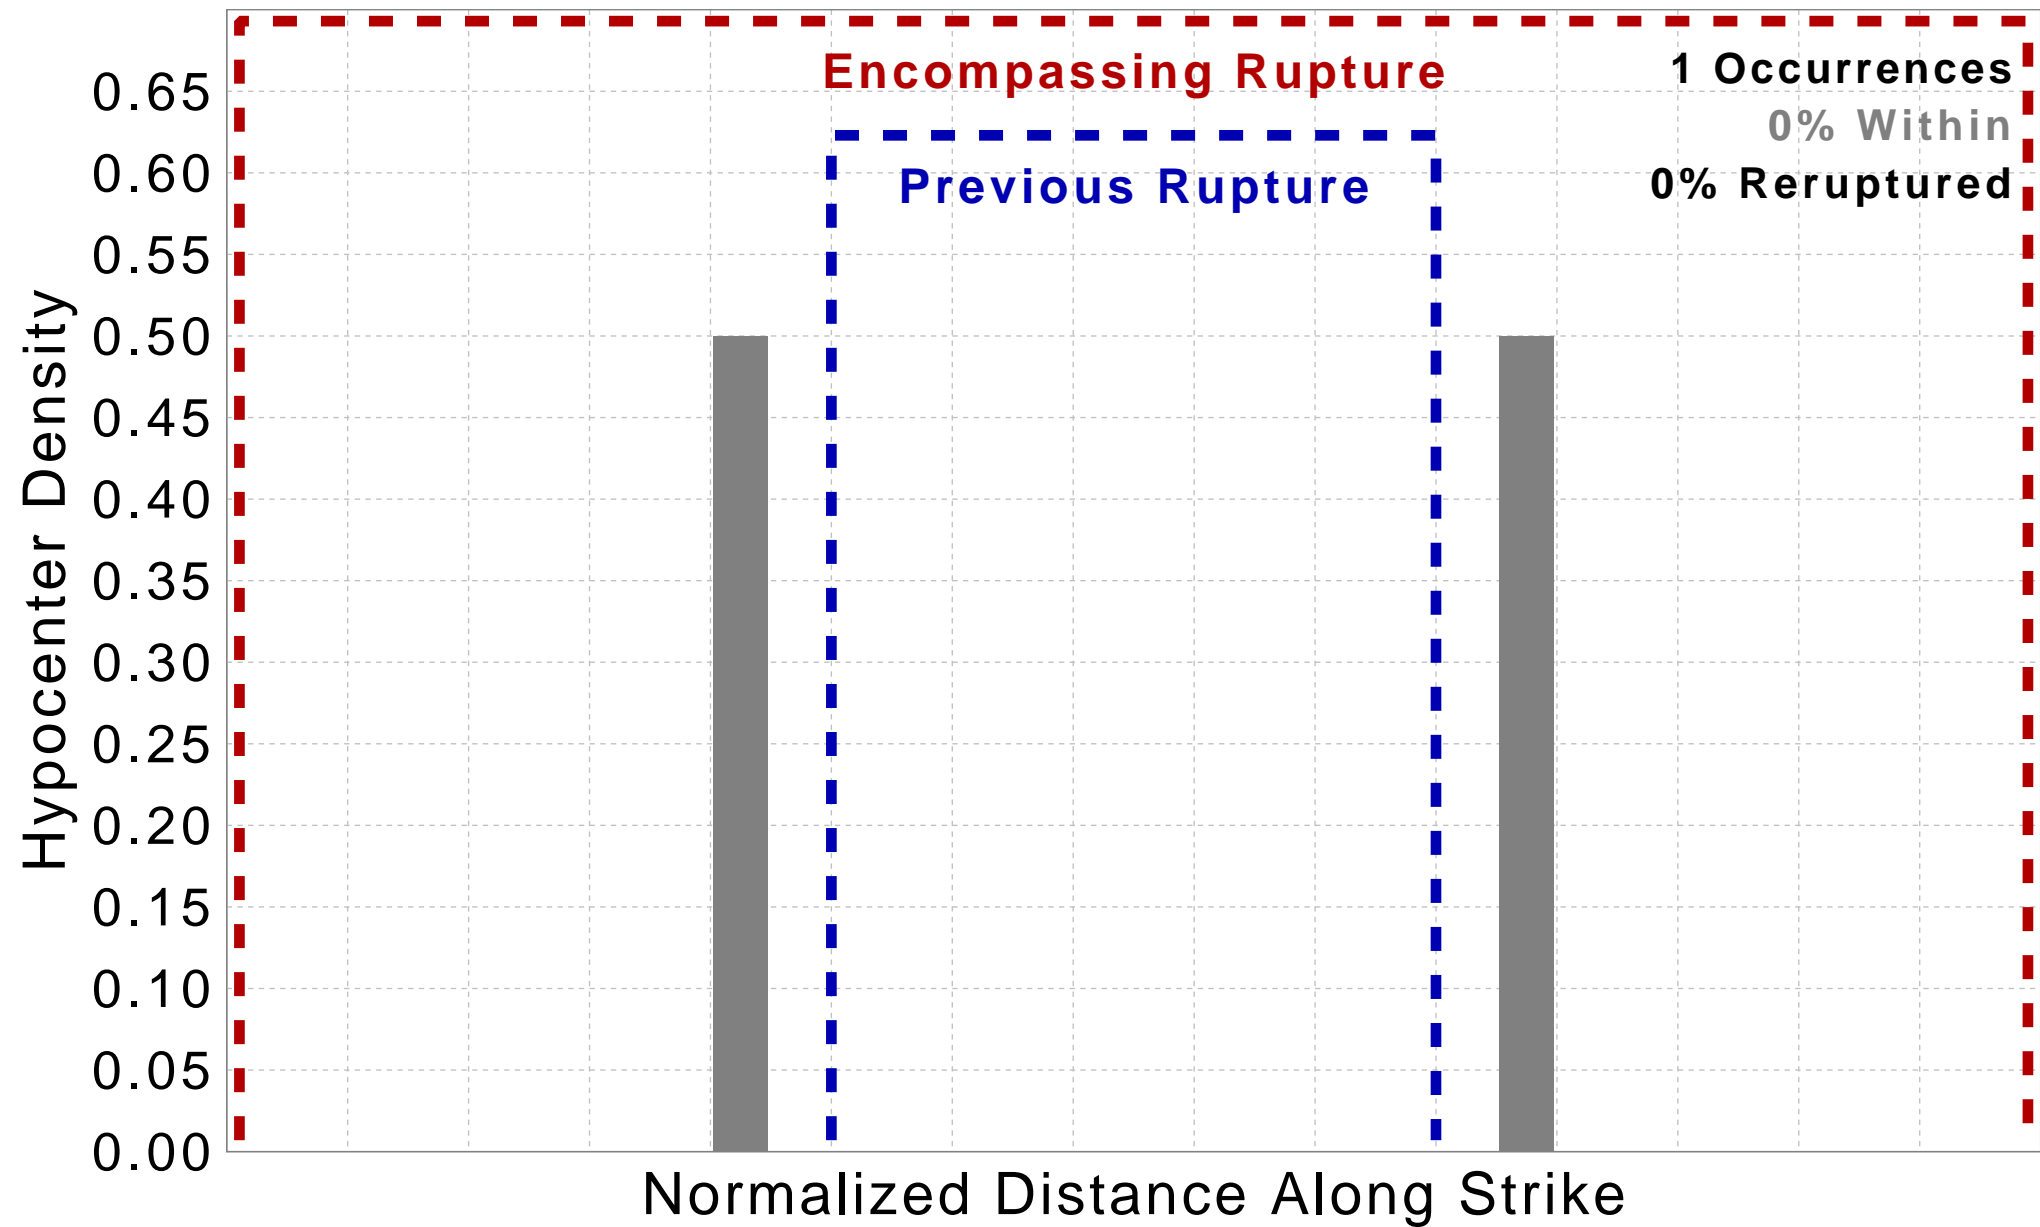 Encompassing Rupture
1 Occurrences
0% Within
Previous Rupture
0% Reruptured
Hypocenter Density
0.65
0.60
0.55
0.50
0.45
0.40
0.35
0.30
0.25
0.20
0.15
0.10
0.05
0.00
Normalized Distance Along Strike